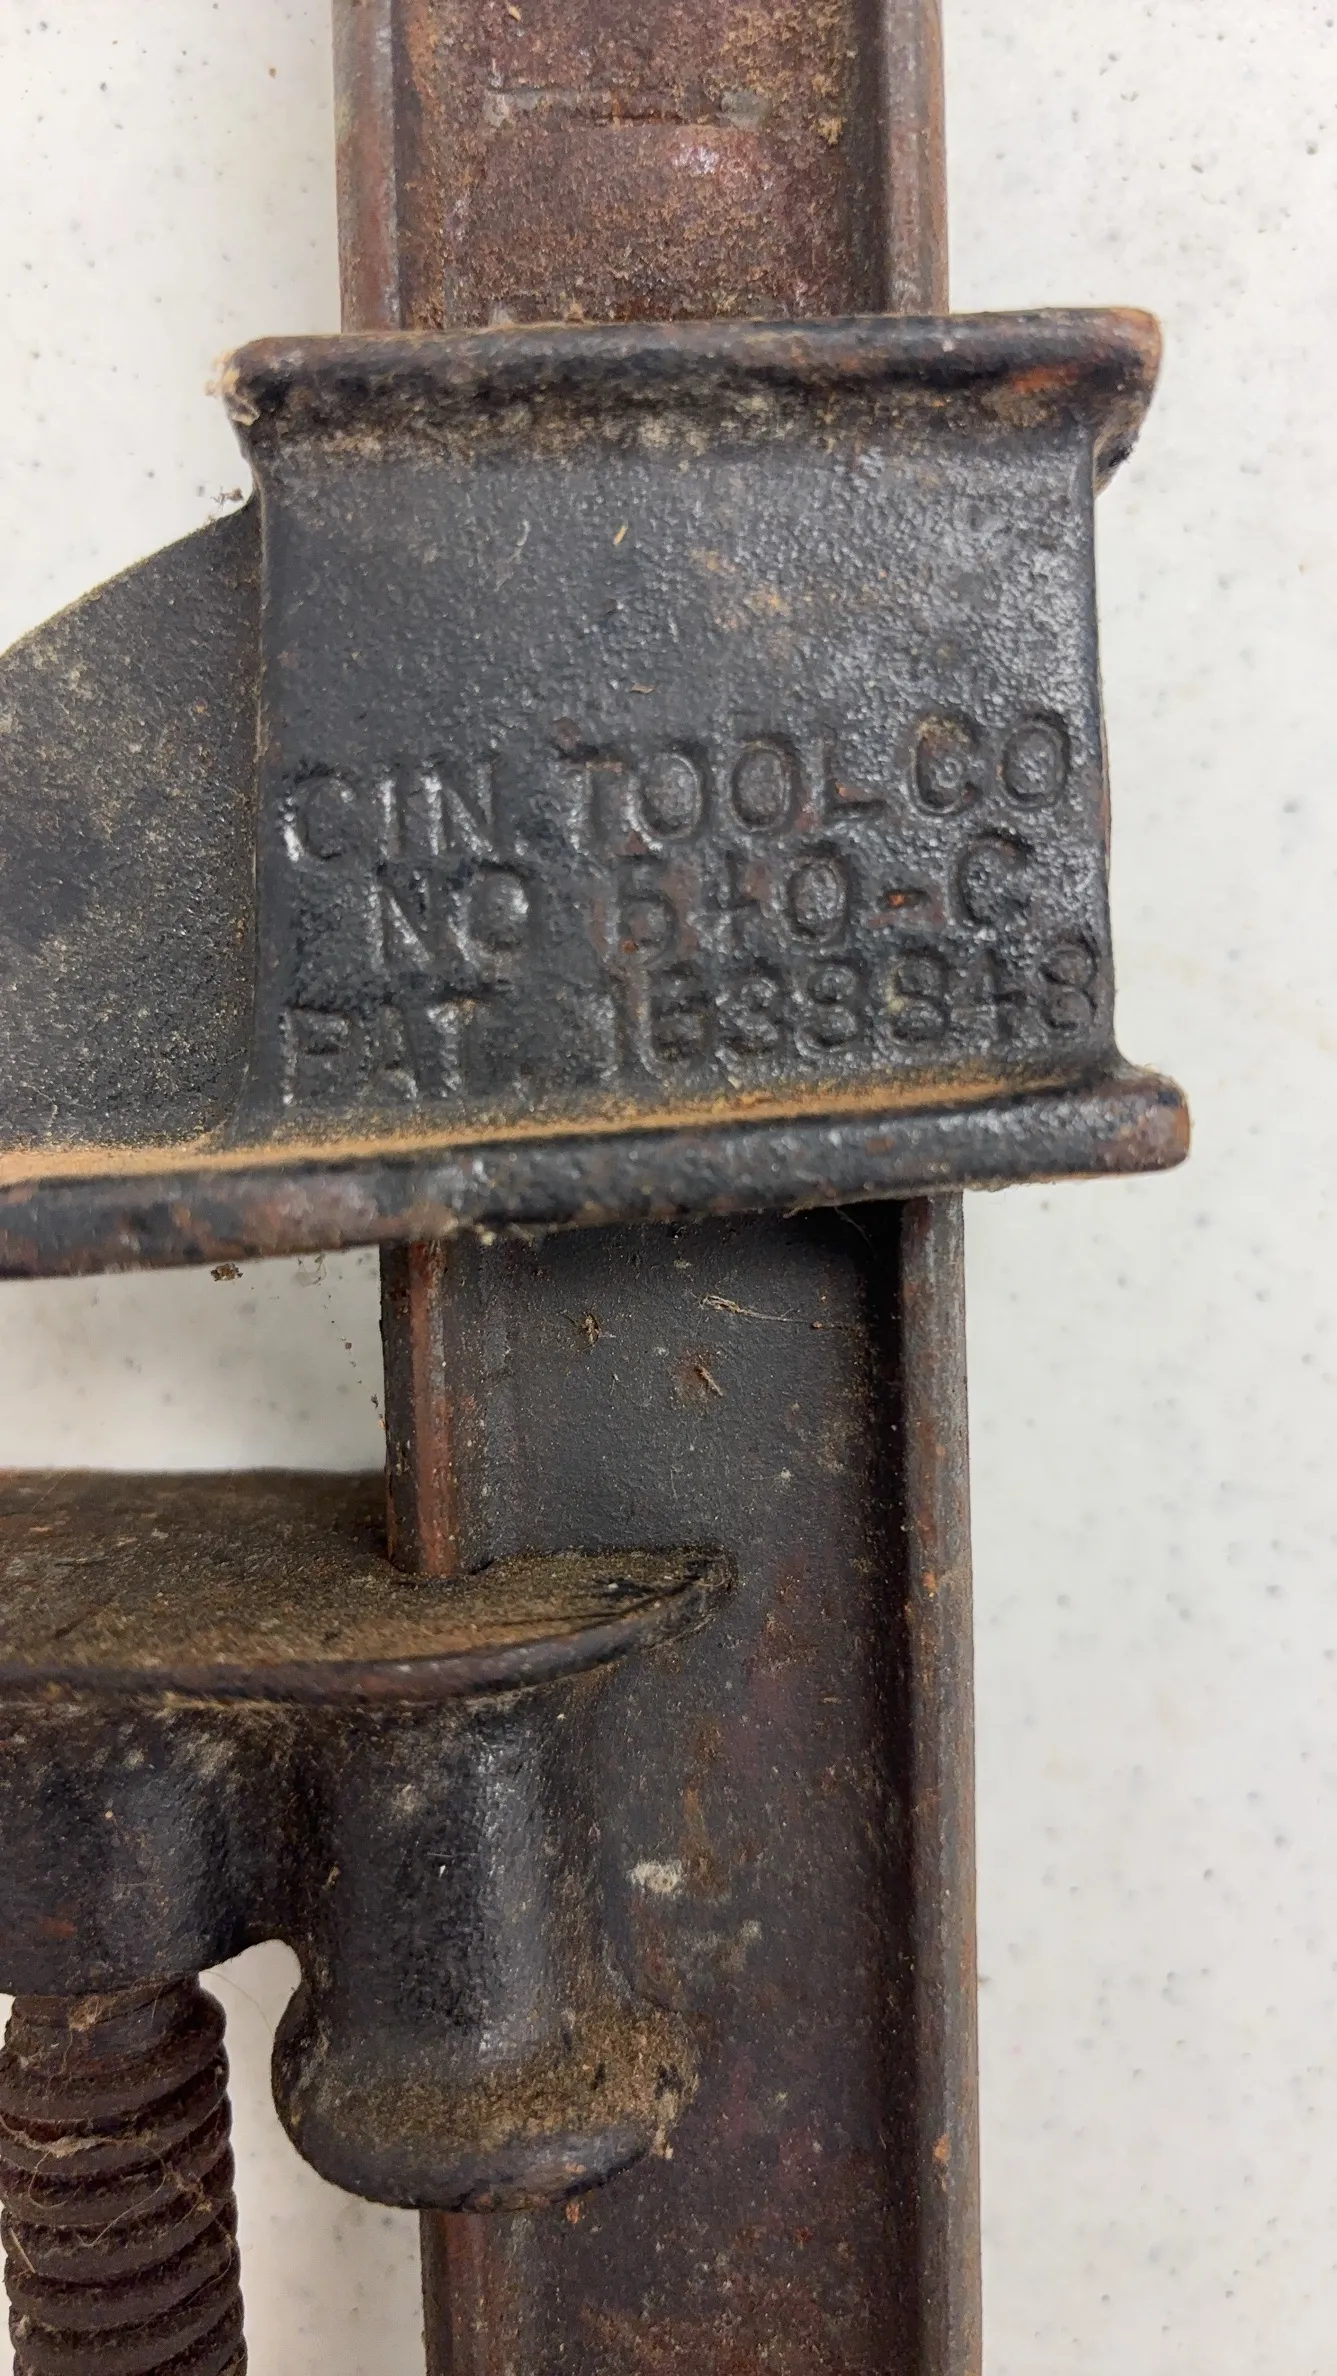 CIN. TOOL CO
NO 540-C
PAT. 1638848